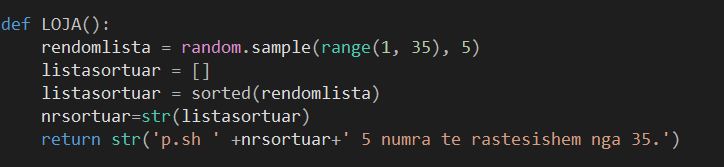 def LOJA():
    rendomlista = random.sample(range(1, 35), 5)
    listasortuar = []
    listasortuar = sorted(rendomlista)
    nrsortuar=str(listasortuar)
    return str('p.sh ' +nrsortuar+' 5 numra te rastesishem nga 35.')